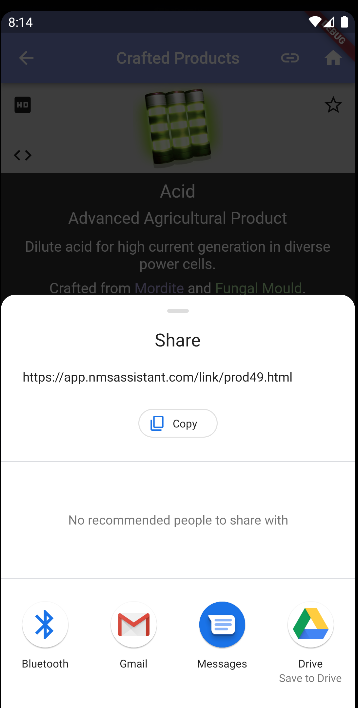 8:14
Crafted Products
HD
Acid
Advanced Agricultural Product
Dilute acid for high current generation in diverse
power cells.
Crafted from Mordite and Fungal Mould.
Share
https://app.nmsassistant.com/link/prod49.html
Copy
No recommended people to share with
Bluetooth
Gmail
Messages
Drive
Save to Drive